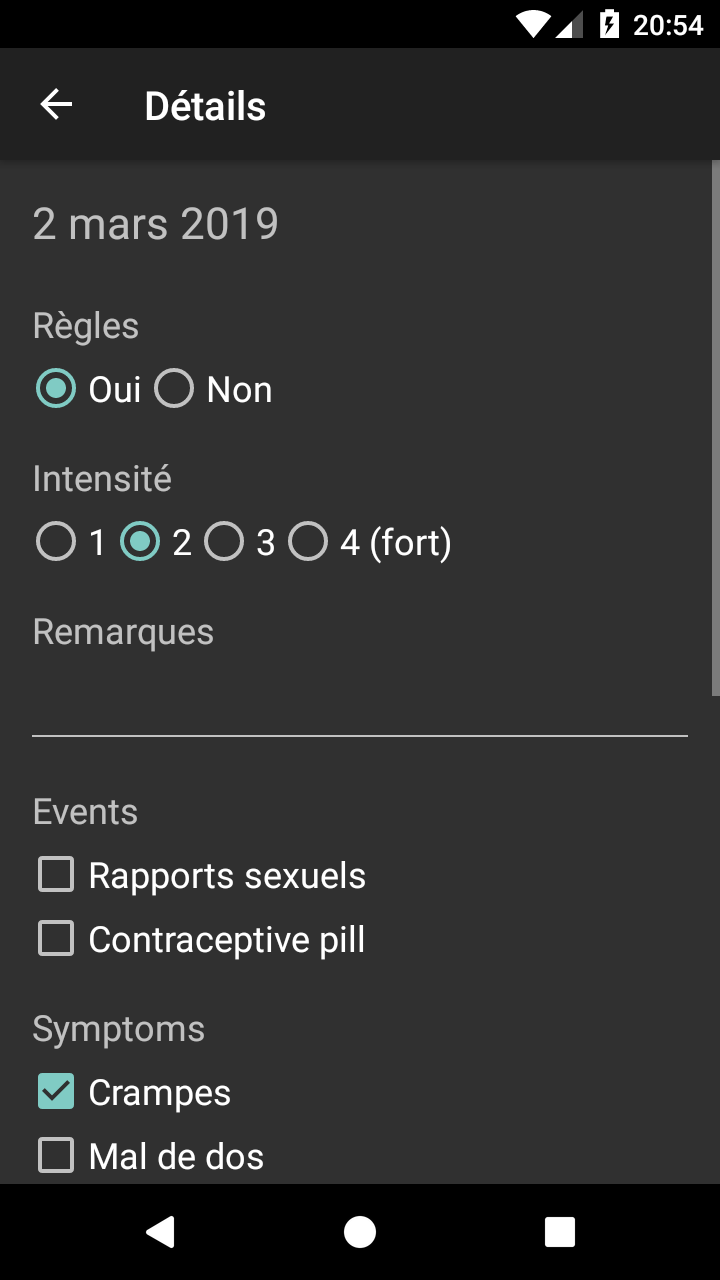 20:54
Détails
2 mars 2019
Règles
Oui Non
Intensité
1 2 3 4 (fort)
Remarques
Events
Rapports sexuels
Contraceptive pill
Symptoms
Crampes
Mal de dos